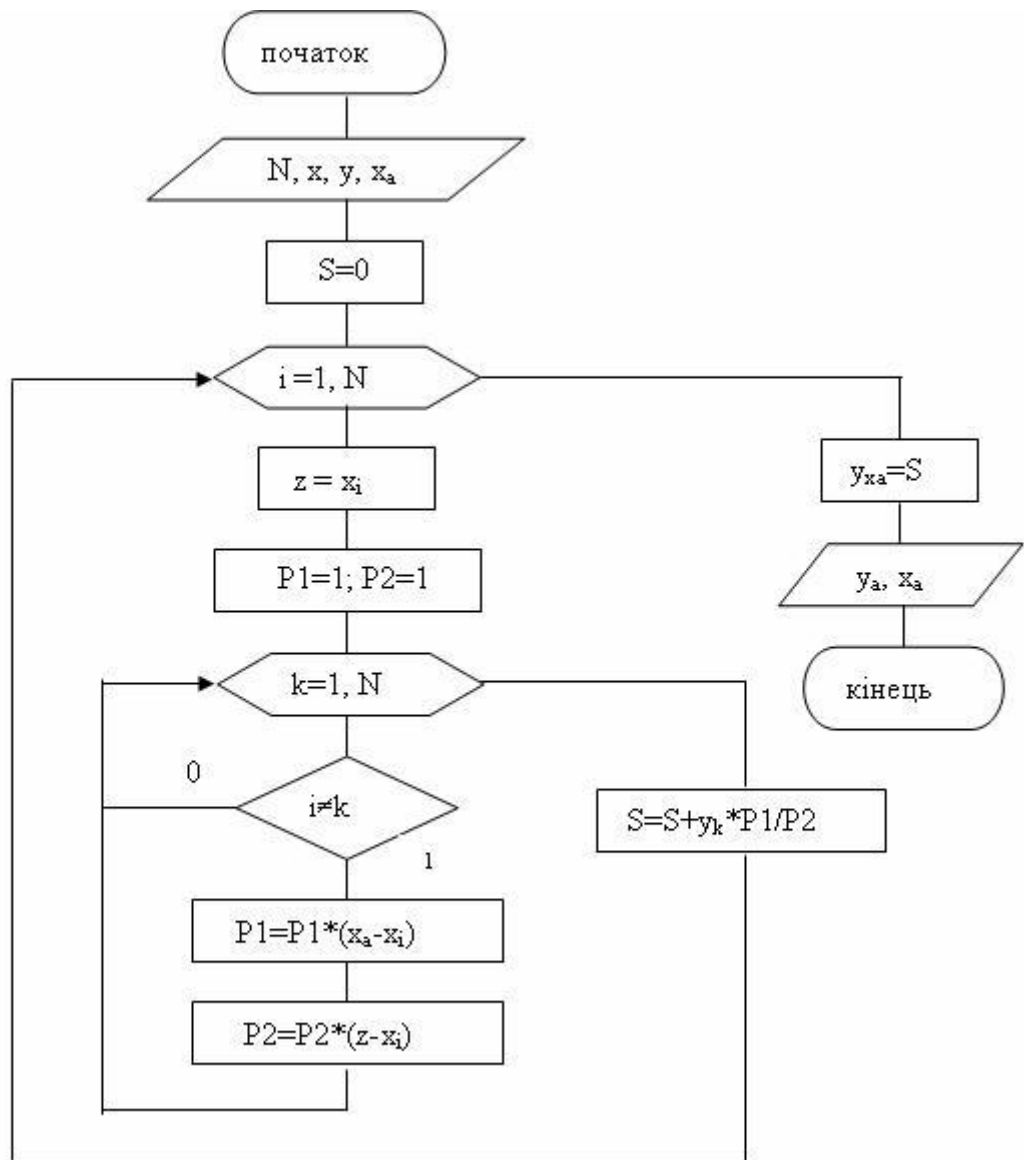 початок
N, x, y, xₐ
S=0
i =1, N
z = xᵢ
P1=1; P2=1
k=1, N
0
i≠k
1
P1=P1*(xₐ-xᵢ)
P2=P2*(z-xᵢ)
S=S+yₖ*P1/P2
yₓₐ=S
yₐ, xₐ
кінець